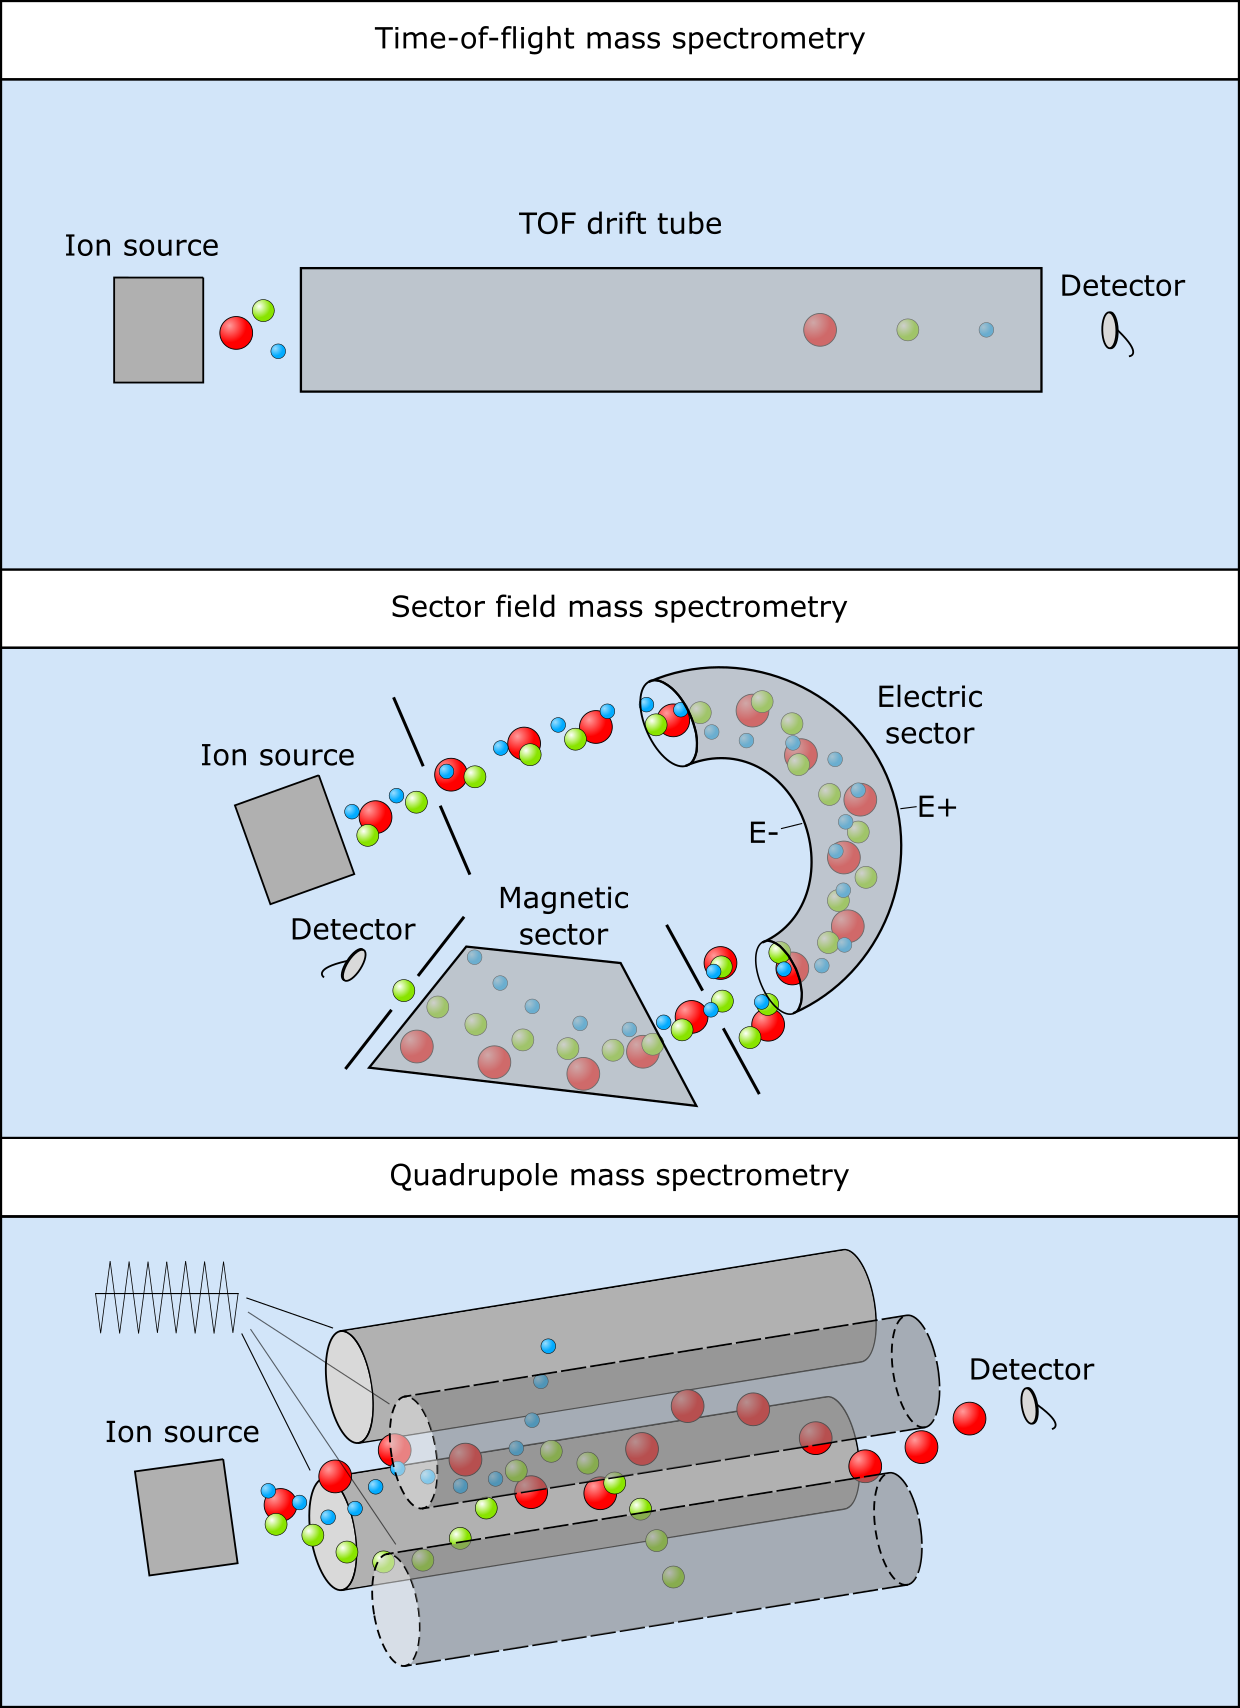 Time-of-flight mass spectrometry
TOF drift tube
Ion source
Detector
Sector field mass spectrometry
Electric
sector
Ion source
E+
E-
Magnetic
sector
Detector
Quadrupole mass spectrometry
Detector
Ion source